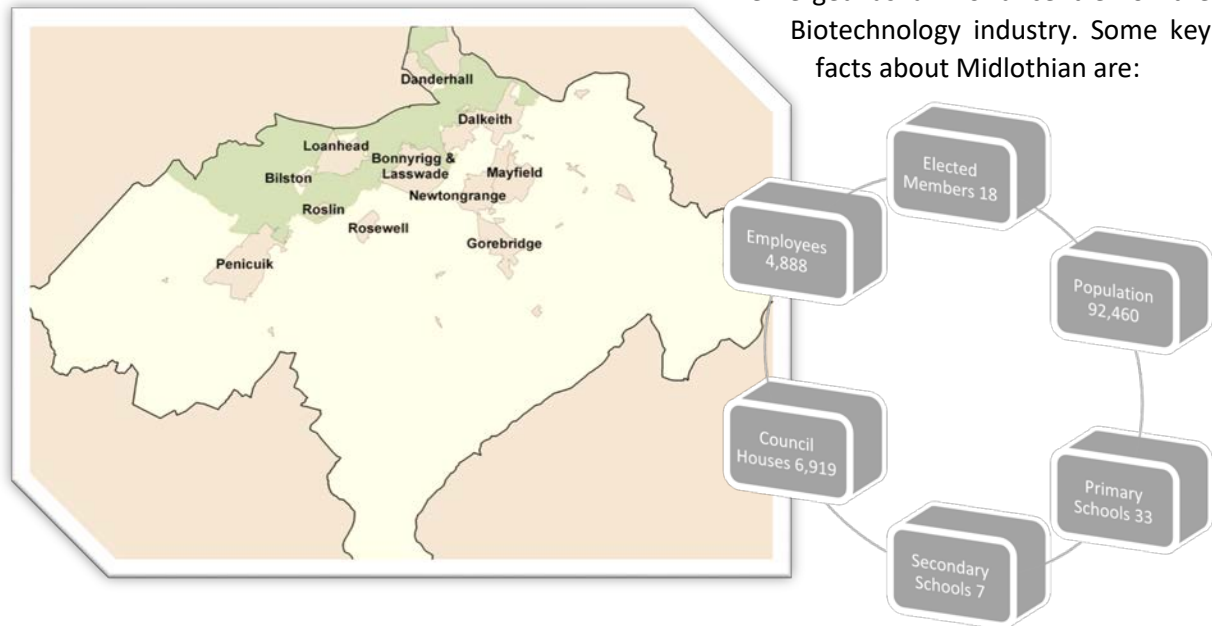 Biotechnology industry. Some key
facts about Midlothian are:
Danderhall
Dalkeith
Loanhead
Bonnyrigg &
Lasswade
Mayfield
Bilston
Newtongrange
Roslin
Rosewell
Gorebridge
Penicuik
Elected
Members 18
Population
92,460
Primary
Schools 33
Secondary
Schools 7
Council
Houses 6,919
Employees
4,888